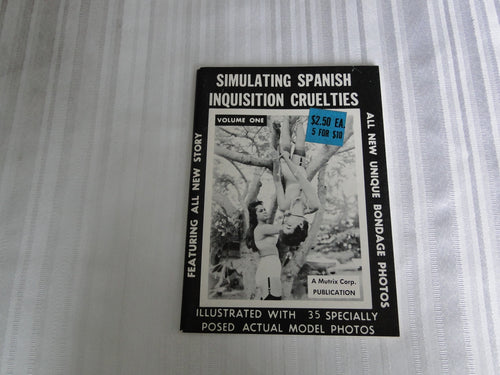 SIMULATING SPANISH
INQUISITION CRUELTIES
VOLUME ONE
$2.50 EA.
5 FOR $10
FEATURING ALL NEW STORY
ALL NEW UNIQUE BONDAGE PHOTOS
A Mutrix Corp.
PUBLICATION
ILLUSTRATED WITH 35 SPECIALLY
POSED ACTUAL MODEL PHOTOS